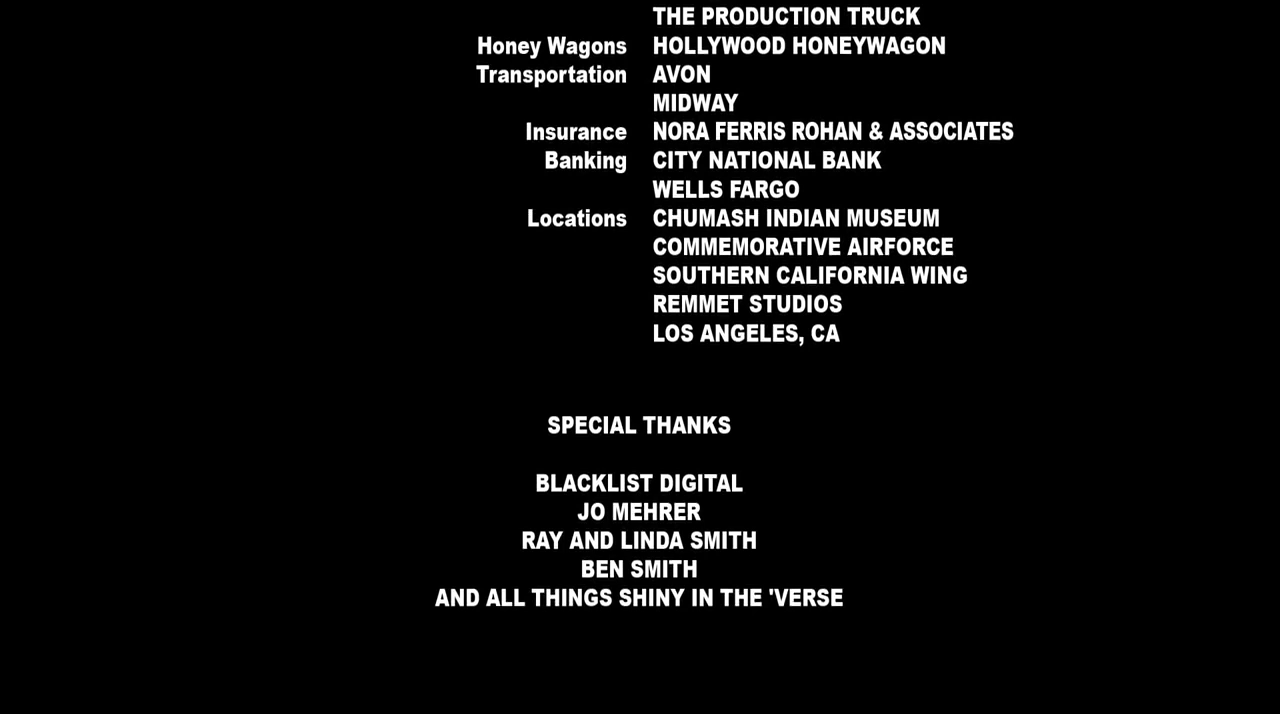 THE PRODUCTION TRUCK
Honey Wagons HOLLYWOOD HONEYWAGON
Transportation AVON
MIDWAY
Insurance NORA FERRIS ROHAN & ASSOCIATES
Banking CITY NATIONAL BANK
WELLS FARGO
Locations CHUMASH INDIAN MUSEUM
COMMEMORATIVE AIRFORCE
SOUTHERN CALIFORNIA WING
REMMET STUDIOS
LOS ANGELES, CA
SPECIAL THANKS
BLACKLIST DIGITAL
JO MEHRER
RAY AND LINDA SMITH
BEN SMITH
AND ALL THINGS SHINY IN THE 'VERSE